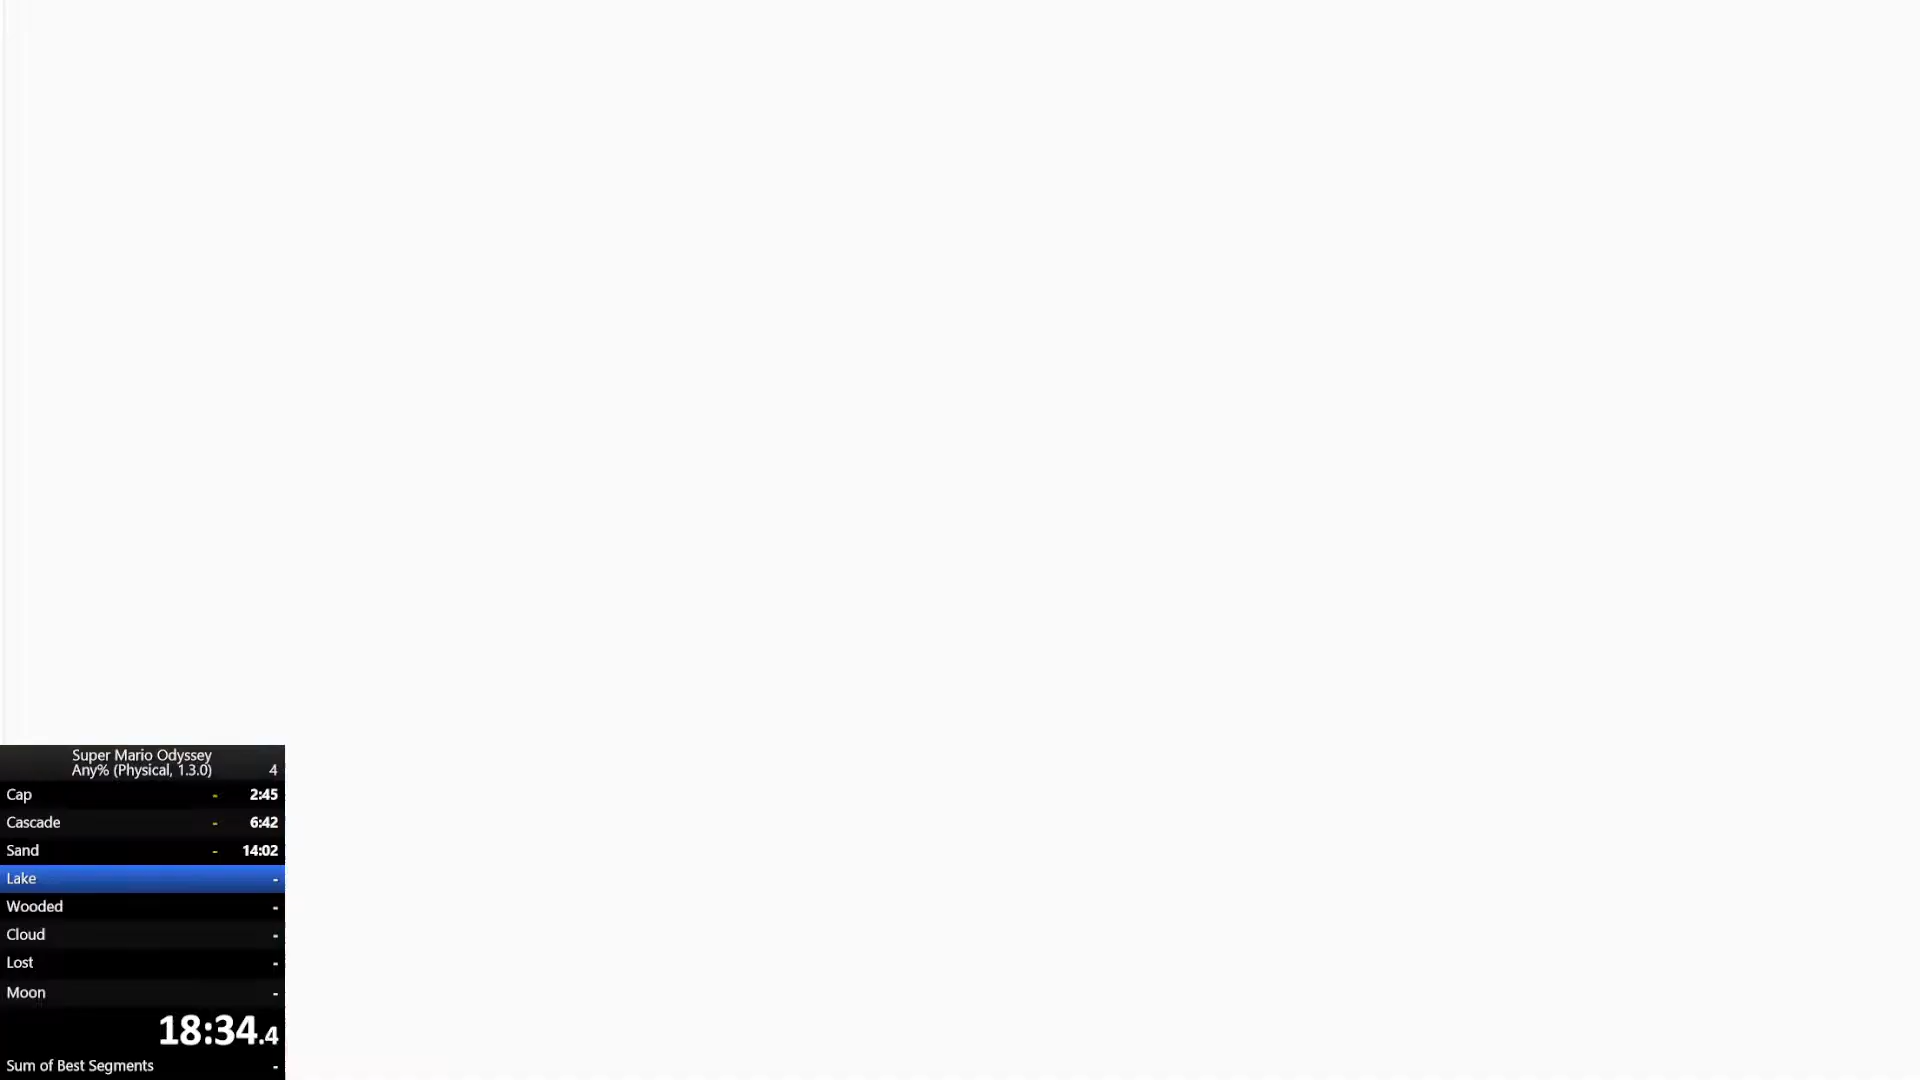 Super Mario Odyssey
Any% (Physical, 1.3.0) 4
Cap - 2:45
Cascade - 6:42
Sand - 14:02
Lake -
Wooded -
Cloud -
Lost -
Moon -
18:34.4
Sum of Best Segments -